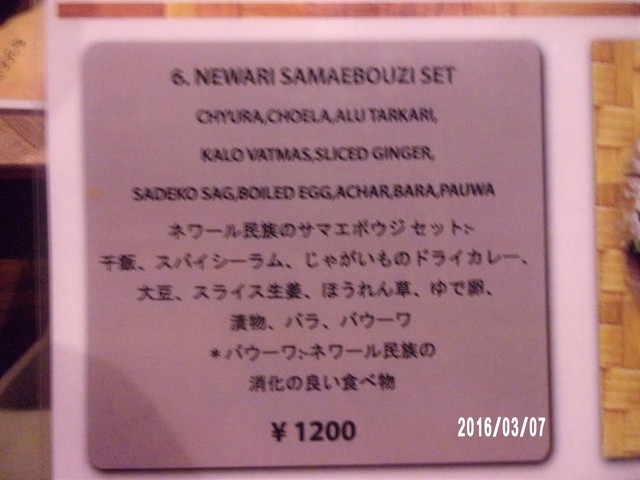 6. NEWARI SAMAEBOUZI SET
CHYURA,CHOELA,ALU TARKARI,
KALO VATMAS,SLICED GINGER,
SADEKO SAG,BOILED EGG,ACHAR,BARA,PAUWA
ネワール民族のサマエボウジ セット:-
干飯、スパイシーラム、じゃがいものドライカレー、
大豆、スライス生姜、ほうれん草、ゆで卵、
漬物、バラ、パウーワ
*パウーワ:-ネワール民族の
消化の良い食べ物
¥ 1200
2016/03/07